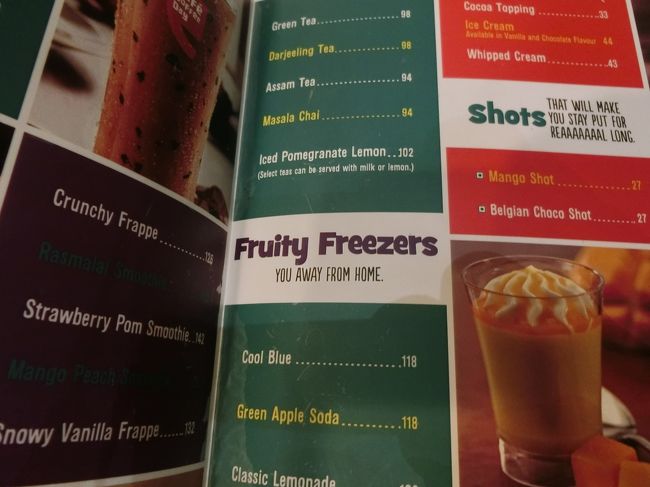 Coffee
Day
Crunchy Frappe
Rasmalai Smoothie
Strawberry Pom Smoothie..142
Mango Peach
Snowy Vanilla Frappe......132
Green Tea..................98
Darjeeling Tea.............98
Assam Tea..................94
Masala Chai................94
Iced Pomegranate Lemon..102
(Select teas can be served with milk or lemon.)
Fruity Freezers
YOU AWAY FROM HOME.
Cool Blue..................118
Green Apple Soda...........118
Classic Lemonade
Cocoa Topping..............33
Ice Cream
Available in Vanilla and Chocolate Flavour 44
Whipped Cream..............43
Shots THAT WILL MAKE
YOU STAY PUT FOR
REAAAAAAAL LONG.
Mango Shot.................27
Belgian Choco Shot.........27